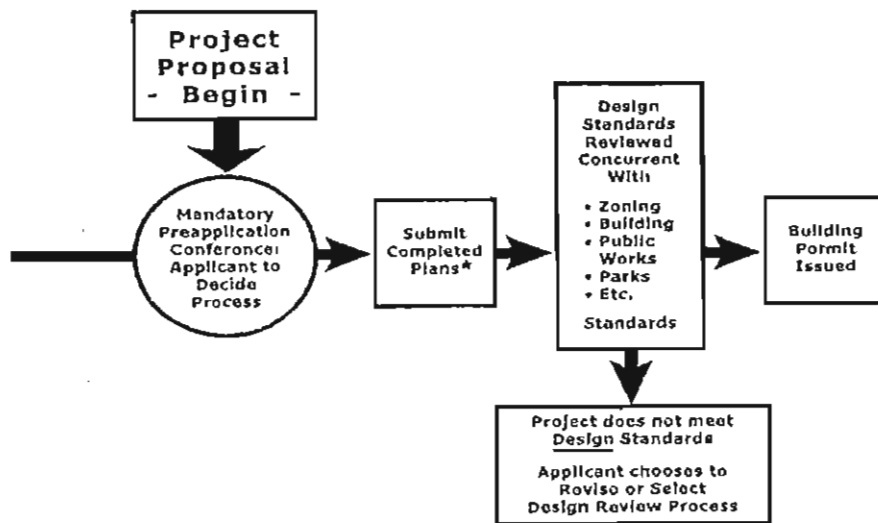 Project
Proposal
- Begin -
Mandatory
Preapplication
Conference:
Applicant to
Decide
Process
Submit
Completed
Plans*
Design
Standards
Reviewed
Concurrent
With
• Zoning
• Building
• Public
Works
• Parks
• Etc.
Standards
Building
Permit
Issued
Project does not meet
Design Standards
Applicant chooses to
Revise or Select
Design Review Process